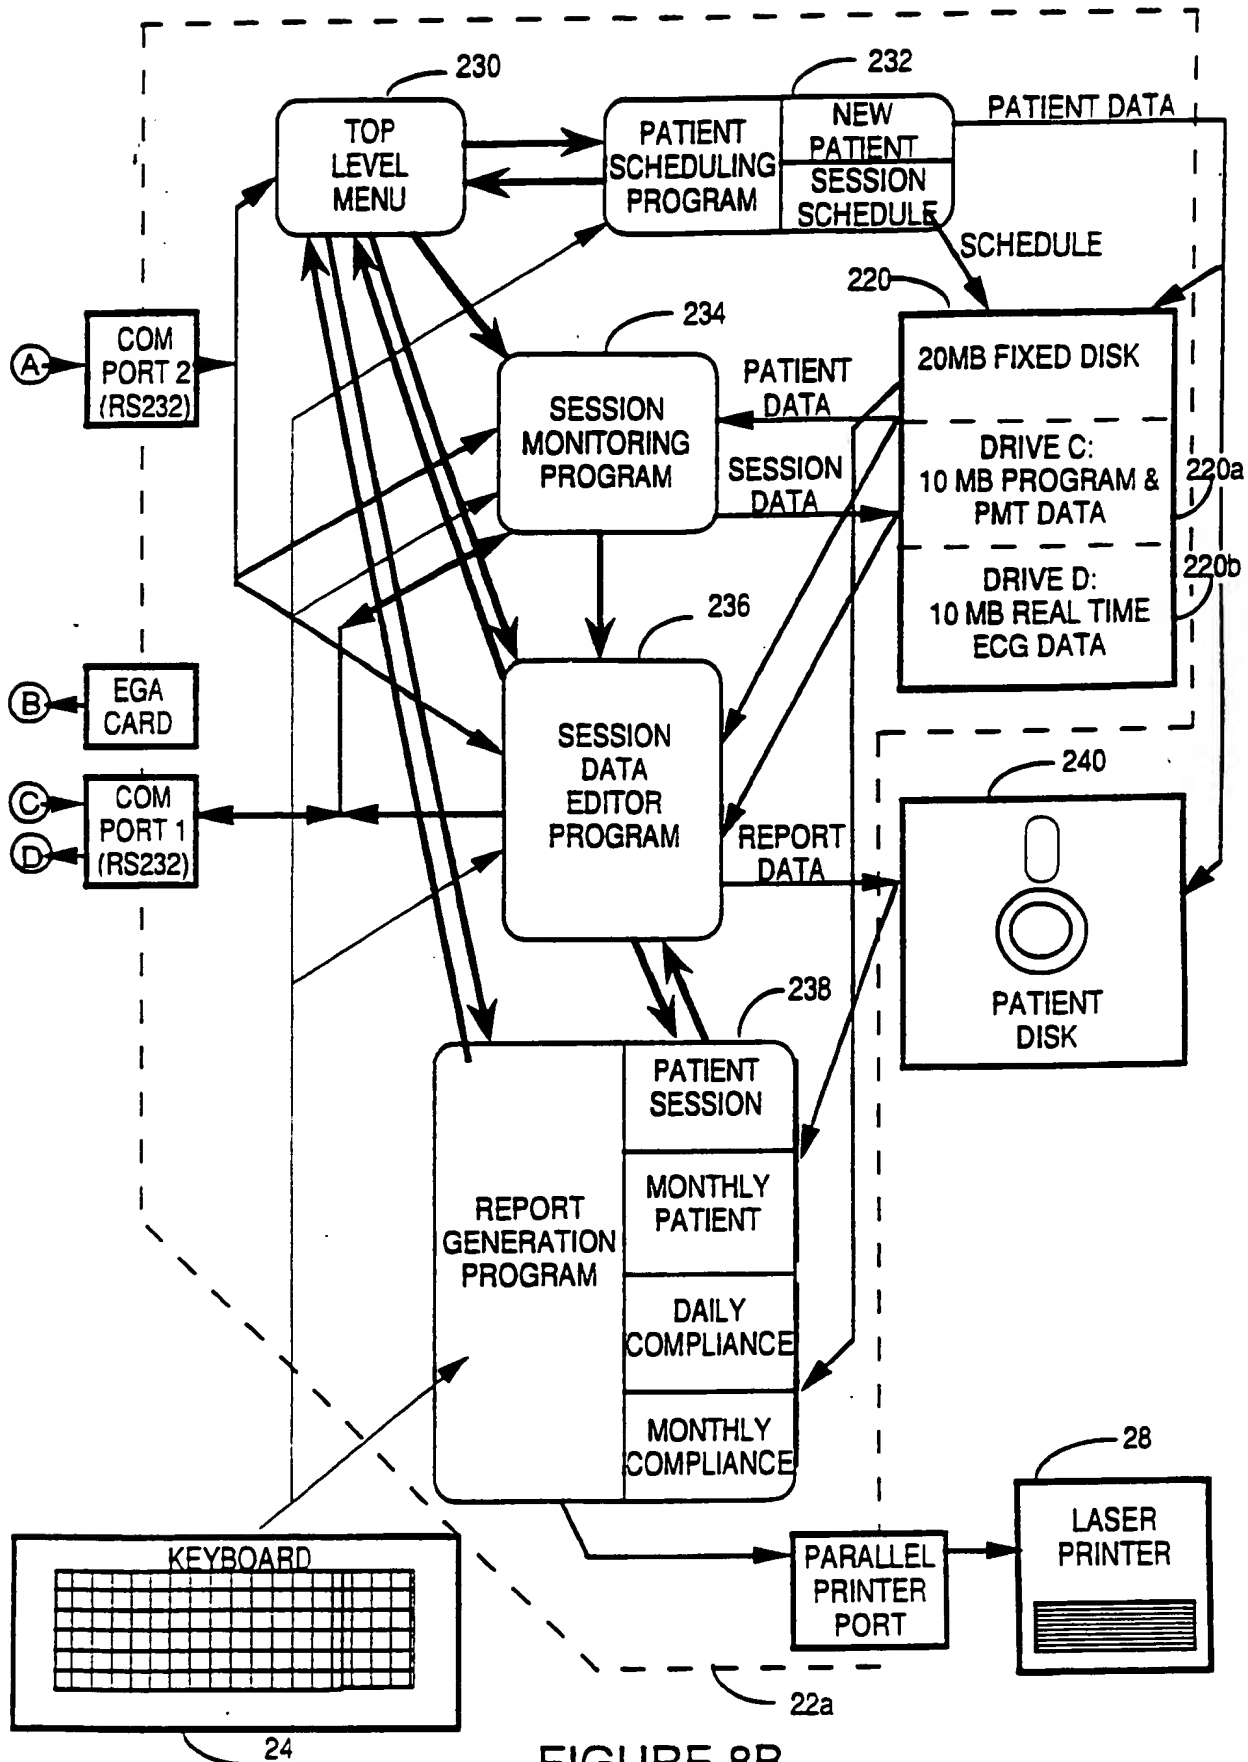 230
232
TOP
LEVEL
MENU
PATIENT
SCHEDULING
PROGRAM
NEW
PATIENT
SESSION
SCHEDULE
PATIENT DATA
SCHEDULE
220
234
A
COM
PORT 2
(RS232)
SESSION
MONITORING
PROGRAM
PATIENT
DATA
SESSION
DATA
20MB FIXED DISK
DRIVE C:
10 MB PROGRAM &
PMT DATA
220a
DRIVE D:
10 MB REAL TIME
ECG DATA
220b
236
B
EGA
CARD
C
D
COM
PORT 1
(RS232)
SESSION
DATA
EDITOR
PROGRAM
REPORT
DATA
240
PATIENT
DISK
238
REPORT
GENERATION
PROGRAM
PATIENT
SESSION
MONTHLY
PATIENT
DAILY
COMPLIANCE
MONTHLY
COMPLIANCE
28
LASER
PRINTER
PARALLEL
PRINTER
PORT
KEYBOARD
22a
24
FIGURE 8B